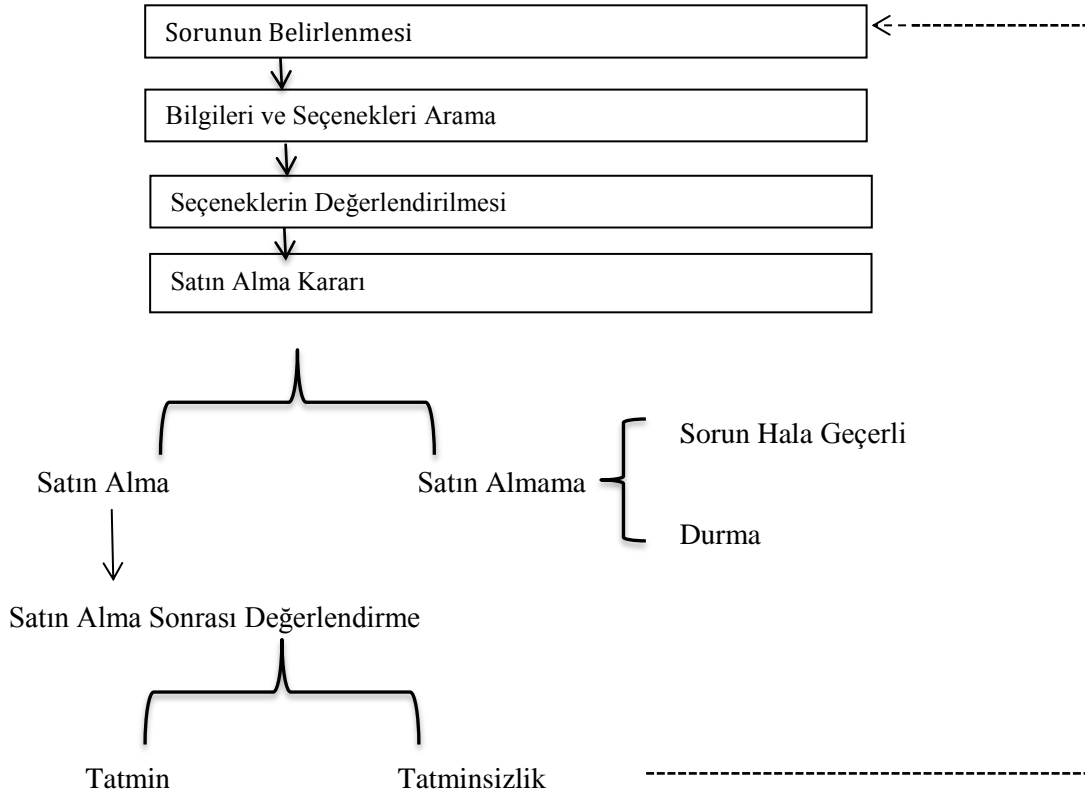 Sorunun Belirlenmesi
Bilgileri ve Seçenekleri Arama
Seçeneklerin Değerlendirilmesi
Satın Alma Kararı
Sorun Hala Geçerli
Satın Alma
Satın Almama
Durma
Satın Alma Sonrası Değerlendirme
Tatmin
Tatminsizlik